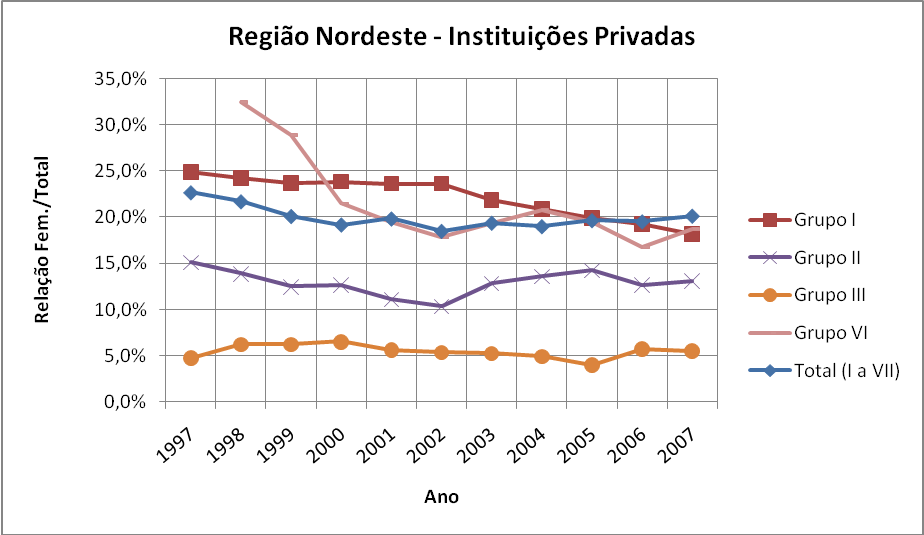 Região Nordeste - Instituições Privadas
Relação Fem./Total
35,0%
30,0%
25,0%
20,0%
15,0%
10,0%
5,0%
0,0%
1997
1998
1999
2000
2001
2002
2003
2004
2005
2006
2007
Ano
Grupo I
Grupo II
Grupo III
Grupo VI
Total (I a VII)